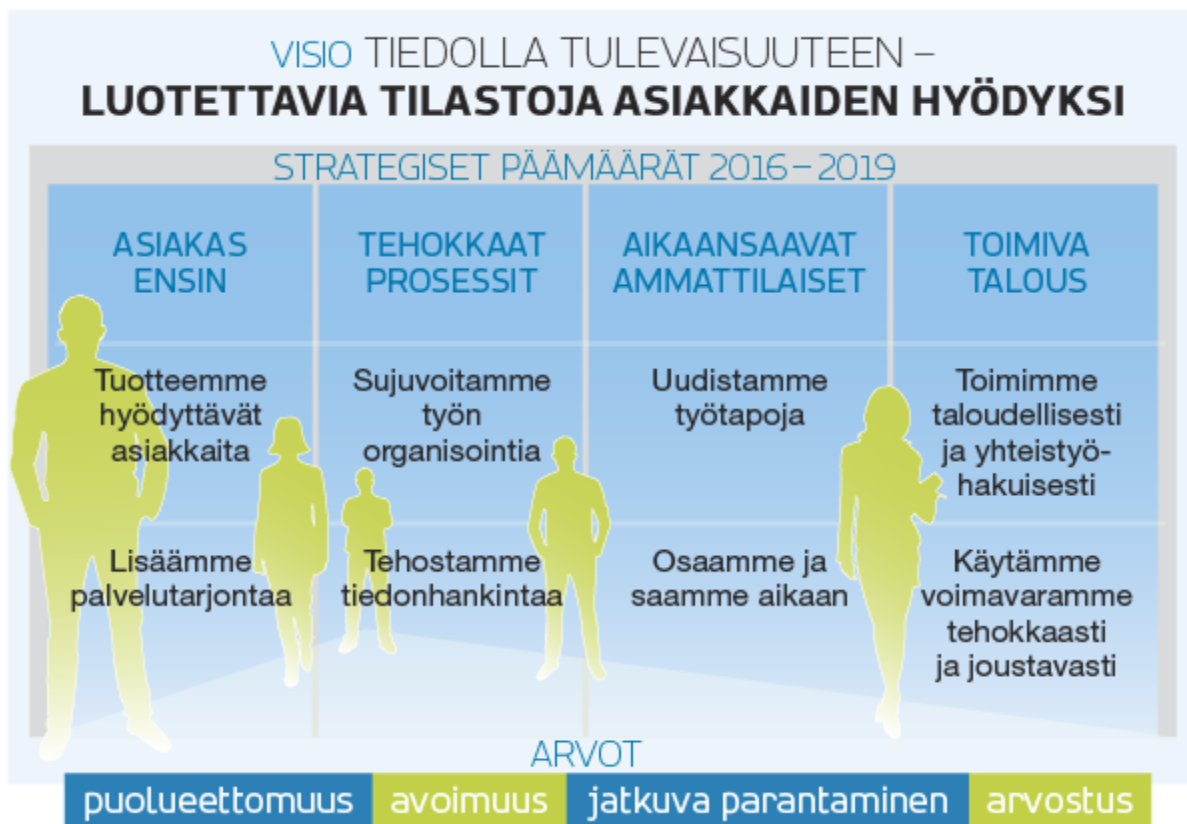 VISIO TIEDOLLA TULEVAISUUTEEN –
LUOTETTAVIA TILASTOJA ASIAKKAIDEN HYÖDYKSI
STRATEGISET PÄÄMÄÄRÄT 2016–2019
ASIAKAS
ENSIN
Tuotteemme
hyödyttävät
asiakkaita
Lisäämme
palvelutarjontaa
TEHOKKAAT
PROSESSIT
Sujuvoitamme
työn
organisointia
Tehostamme
tiedonhankintaa
AIKAANSAAVAT
AMMATTILAISET
Uudistamme
työtapoja
Osaamme ja
saamme aikaan
TOIMIVA
TALOUS
Toimimme
taloudellisesti
ja yhteistyö-
hakuisesti
Käytämme
voimavaramme
tehokkaasti
ja joustavasti
ARVOT
puolueettomuus avoimuus jatkuva parantaminen arvostus